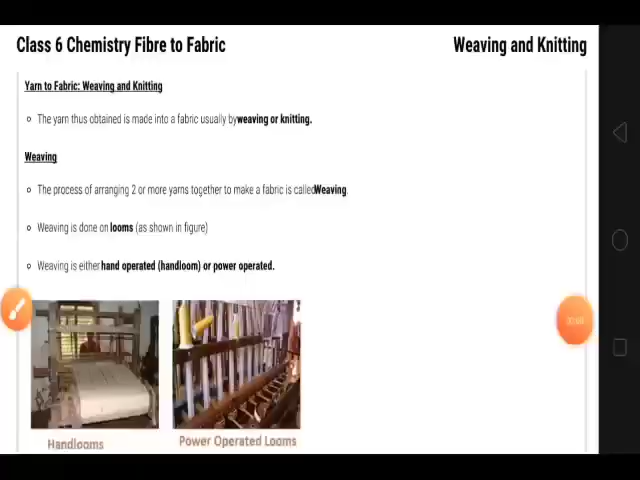 Class 6 Chemistry Fibre to Fabric
Weaving and Knitting
Yarn to Fabric: Weaving and Knitting
The yarn thus obtained is made into a fabric usually by weaving or knitting.
Weaving
The process of arranging 2 or more yarns together to make a fabric is called Weaving
Weaving is done on looms (as shown in figure)
Weaving is either hand operated (handloom) or power operated.
Handlooms
Power Operated Looms